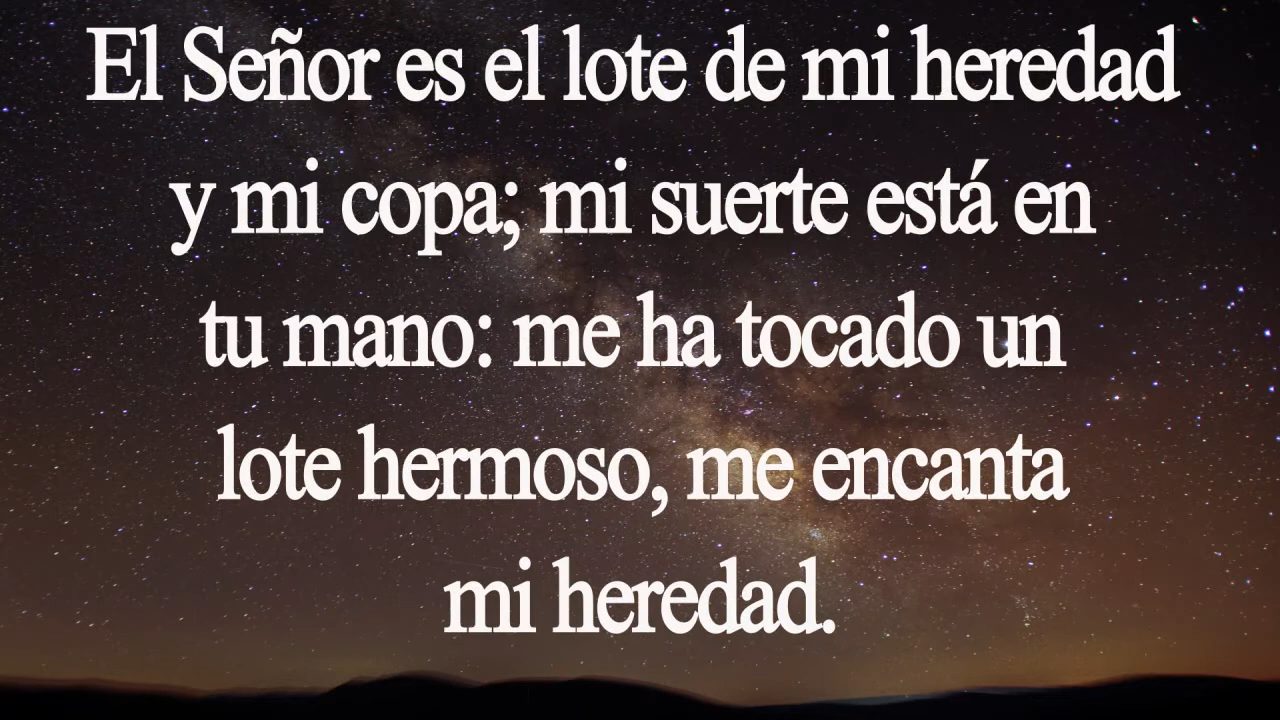 El Señor es el lote de mi heredad
y mi copa; mi suerte está en
tu mano: me ha tocado un
lote hermoso, me encanta
mi heredad.